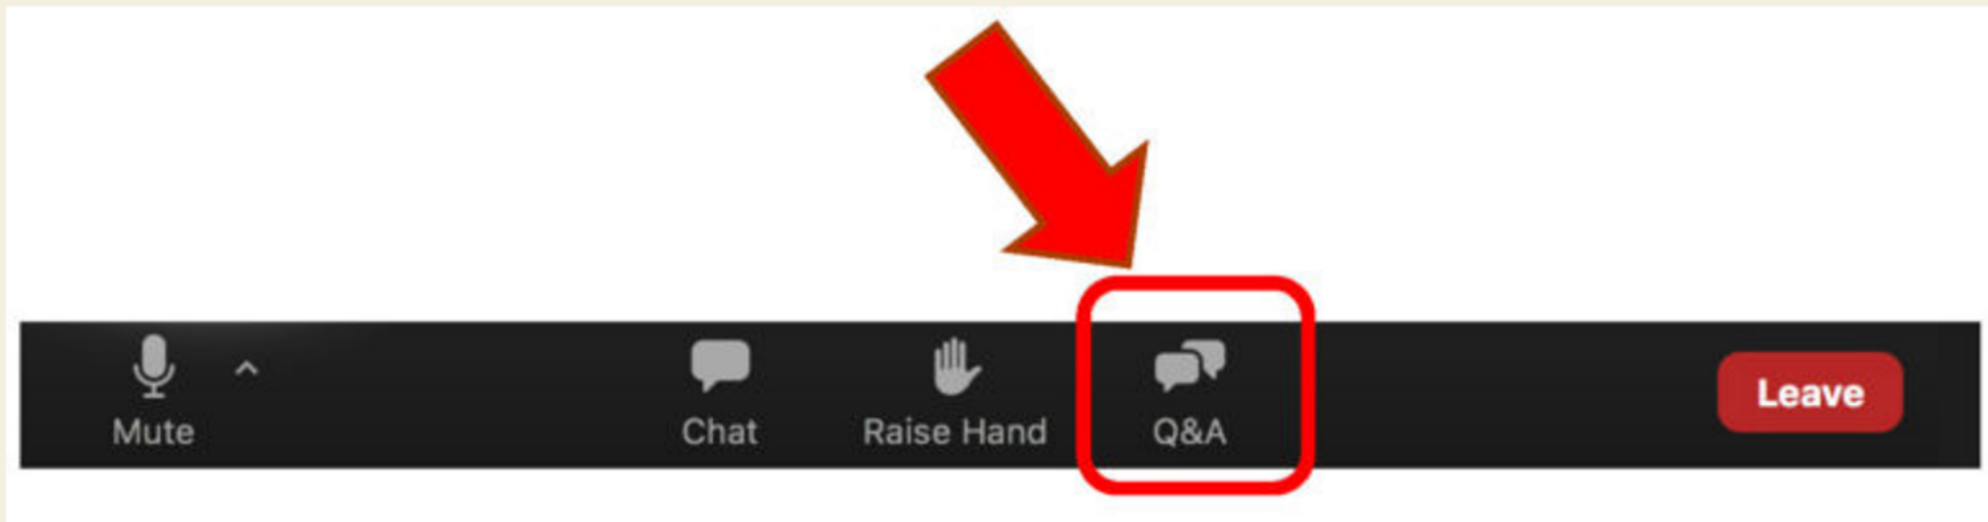 Mute
Chat
Raise Hand
Q&A
Leave